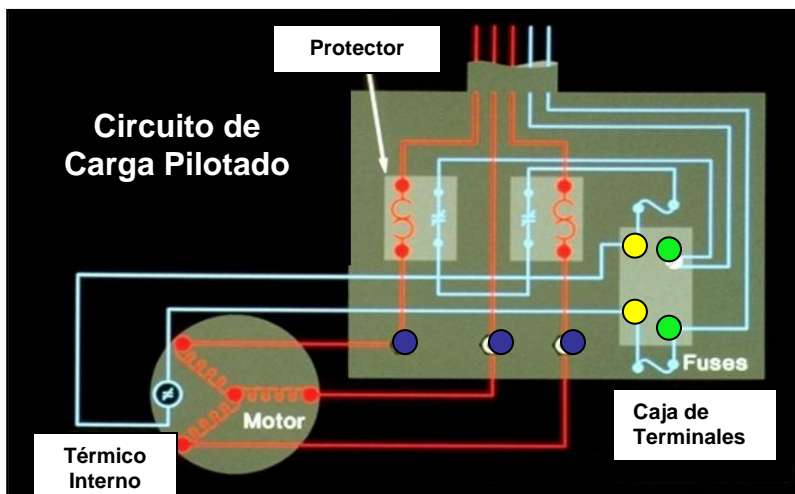 Protector
Circuito de
Carga Pilotado
Fuses
Motor
Caja de
Terminales
Térmico
Interno